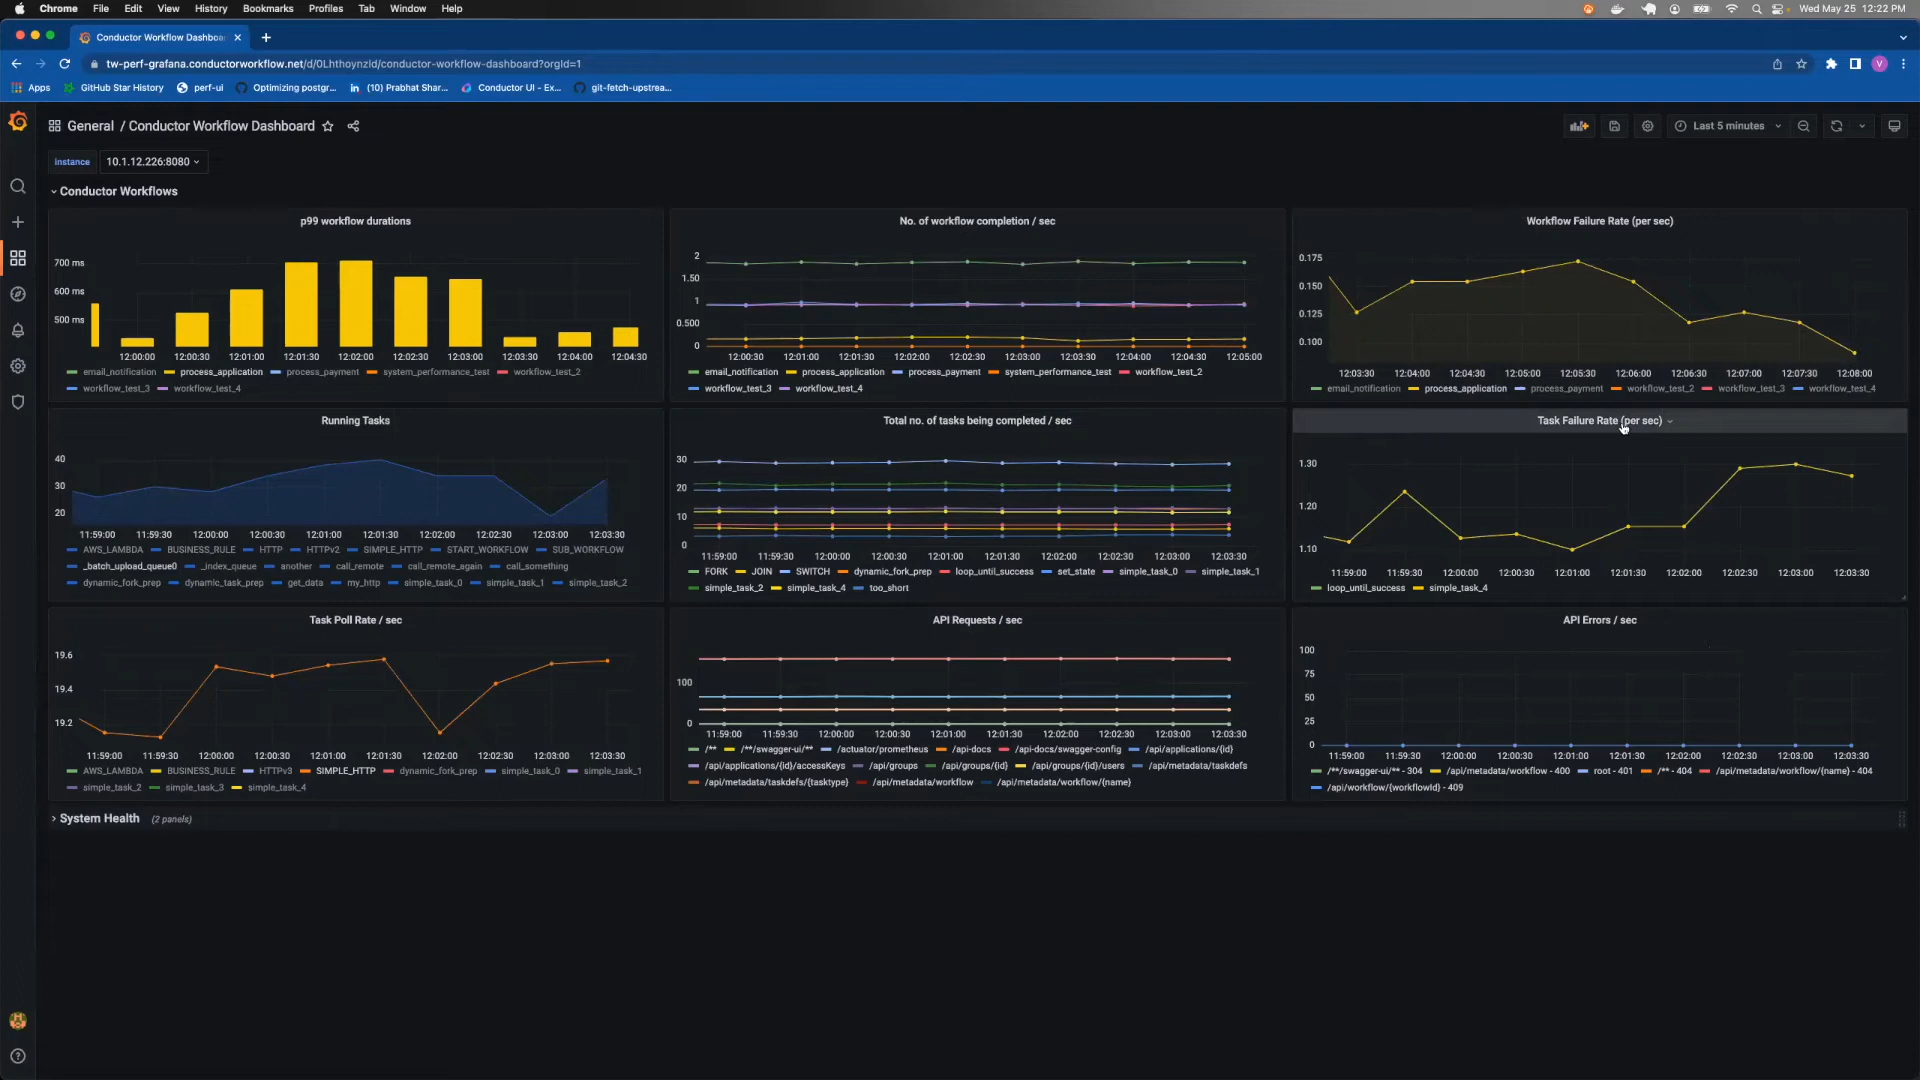 Chrome File Edit View History Bookmarks Profiles Tab Window Help Wed May 25 12:22 PM
Conductor Workflow Dashboa
tw-perf-grafana.conductorworkflow.net/d/0Lhthoynzld/conductor-workflow-dashboard?orgId=1
Apps GitHub Star History perf-ui Optimizing postgr... (10) Prabhat Shar... Conductor UI - Ex... git-fetch-upstrea...
General / Conductor Workflow Dashboard Last 5 minutes
instance 10.1.12.226:8080
Conductor Workflows
p99 workflow durations
700 ms
600 ms
500 ms
12:00:00 12:00:30 12:01:00 12:01:30 12:02:00 12:02:30 12:03:00 12:03:30 12:04:00 12:04:30
email_notification process_application process_payment system_performance_test workflow_test_2
workflow_test_3 workflow_test_4
No. of workflow completion / sec
2
1.50
1
0.500
0
12:00:30 12:01:00 12:01:30 12:02:00 12:02:30 12:03:00 12:03:30 12:04:00 12:04:30 12:05:00
email_notification process_application process_payment system_performance_test workflow_test_2
workflow_test_3 workflow_test_4
Workflow Failure Rate (per sec)
0.175
0.150
0.125
0.100
12:03:30 12:04:00 12:04:30 12:05:00 12:05:30 12:06:00 12:06:30 12:07:00 12:07:30 12:08:00
email_notification process_application process_payment workflow_test_2 workflow_test_3 workflow_test_4
Running Tasks
40
30
20
11:59:00 11:59:30 12:00:00 12:00:30 12:01:00 12:01:30 12:02:00 12:02:30 12:03:00 12:03:30
AWS_LAMBDA BUSINESS_RULE HTTP HTTPv2 SIMPLE_HTTP START_WORKFLOW SUB_WORKFLOW
_batch_upload_queue0 _index_queue another call_remote call_remote_again call_something
dynamic_fork_prep dynamic_task_prep get_data my_http simple_task_0 simple_task_1 simple_task_2
Total no. of tasks being completed / sec
30
20
10
0
11:59:00 11:59:30 12:00:00 12:00:30 12:01:00 12:01:30 12:02:00 12:02:30 12:03:00 12:03:30
FORK JOIN SWITCH dynamic_fork_prep loop_until_success set_state simple_task_0 simple_task_1
simple_task_2 simple_task_4 too_short
Task Failure Rate (per sec)
1.30
1.20
1.10
11:59:00 11:59:30 12:00:00 12:00:30 12:01:00 12:01:30 12:02:00 12:02:30 12:03:00 12:03:30
loop_until_success simple_task_4
Task Poll Rate / sec
19.6
19.4
19.2
11:59:00 11:59:30 12:00:00 12:00:30 12:01:00 12:01:30 12:02:00 12:02:30 12:03:00 12:03:30
AWS_LAMBDA BUSINESS_RULE HTTPv3 SIMPLE_HTTP dynamic_fork_prep simple_task_0 simple_task_1
simple_task_2 simple_task_3 simple_task_4
API Requests / sec
100
0
11:59:00 11:59:30 12:00:00 12:00:30 12:01:00 12:01:30 12:02:00 12:02:30 12:03:00 12:03:30
/** /**/swagger-ui/** /actuator/prometheus /api-docs /api-docs/swagger-config /api/applications/{id}
/api/applications/{id}/accessKeys /api/groups /api/groups/{id} /api/groups/{id}/users /api/metadata/taskdefs
/api/metadata/taskdefs/{tasktype} /api/metadata/workflow /api/metadata/workflow/{name}
API Errors / sec
100
75
50
25
0
11:59:00 11:59:30 12:00:00 12:00:30 12:01:00 12:01:30 12:02:00 12:02:30 12:03:00 12:03:30
/**/swagger-ui/** - 304 /api/metadata/workflow - 400 root - 401 /** - 404 /api/metadata/workflow/{name} - 404
/api/workflow/{workflowId} - 409
System Health (2 panels)